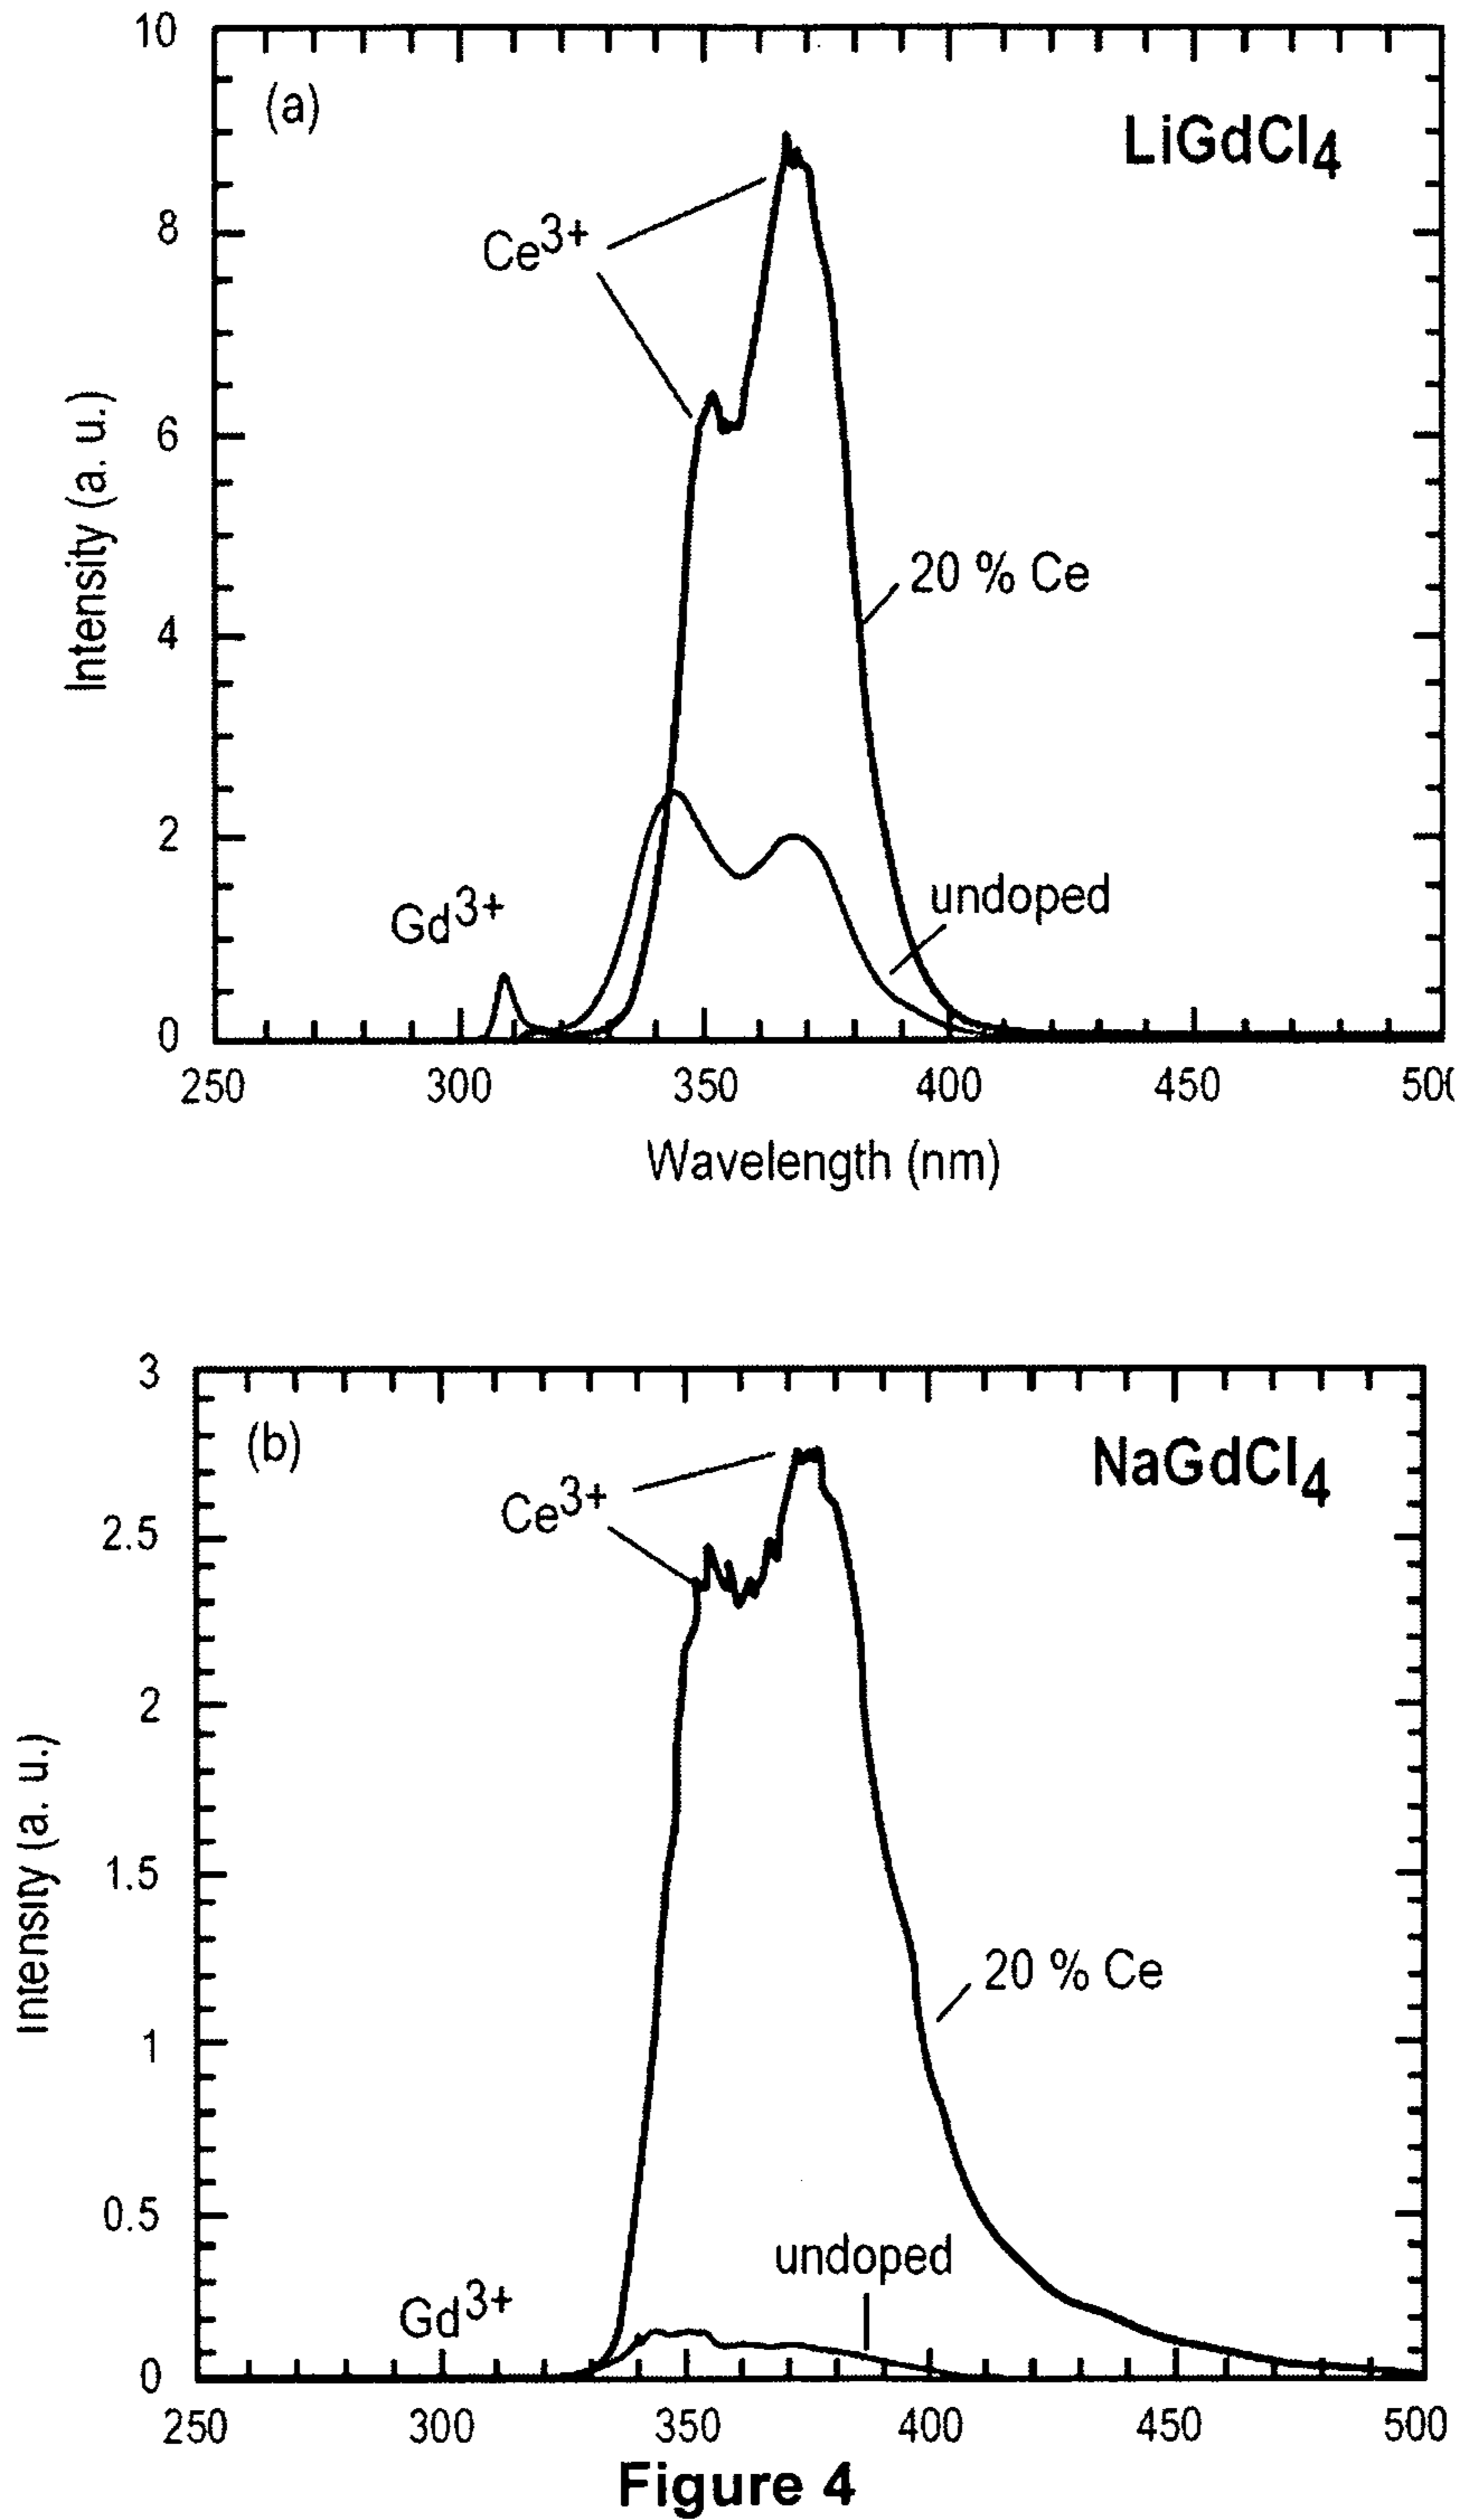 10
(a)
LiGdCl4
8
Ce3+
6
Intensity (a. u.)
20 % Ce
4
2
undoped
Gd3+
0
250 300 350 400 450 500
Wavelength (nm)
3
(b)
NaGdCl4
Ce3+
2.5
2
Intensity (a. u.)
1.5
20 % Ce
1
0.5
undoped
Gd3+
0
250 300 350 400 450 500
Figure 4